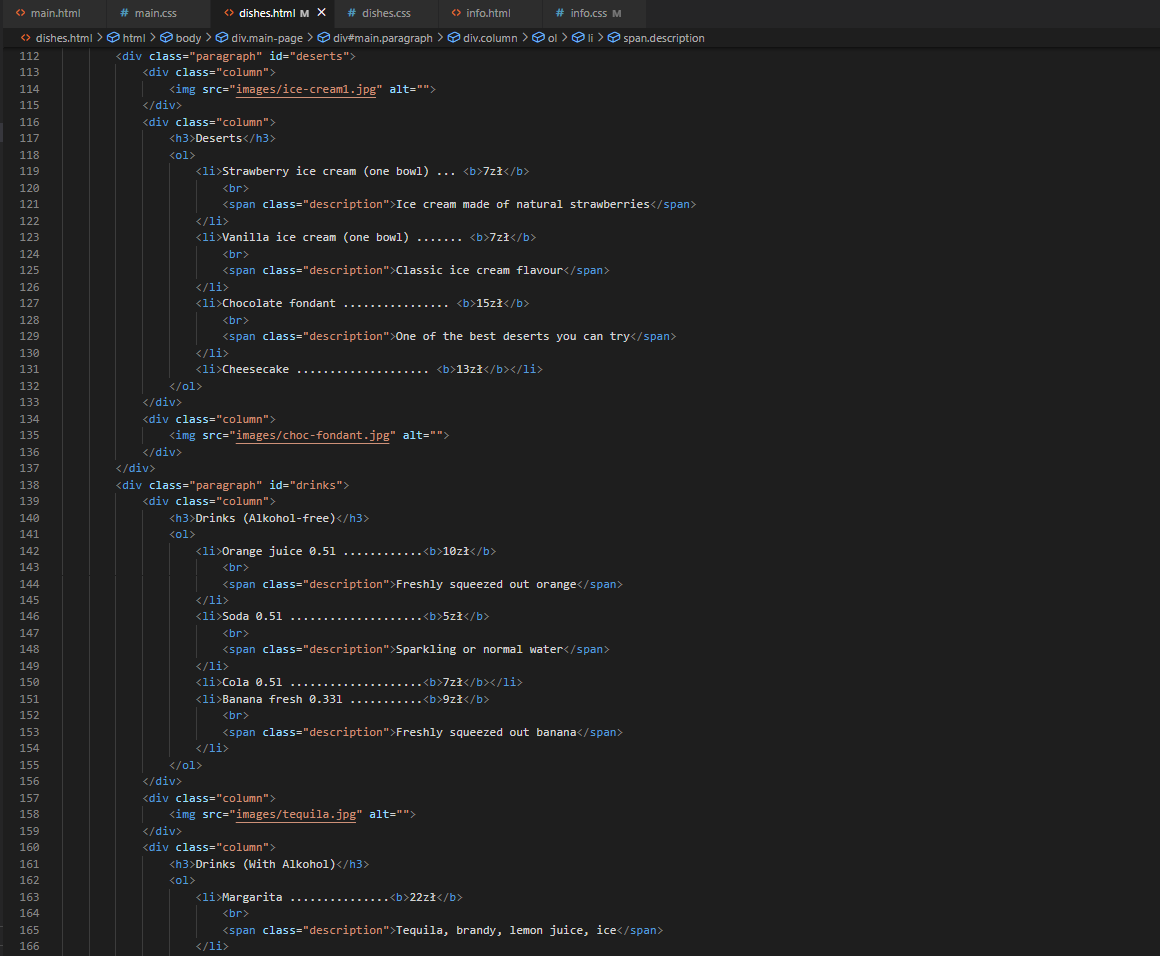 main.html # main.css dishes.html M × # dishes.css info.html # info.css M
dishes.html > html > body > div.main-page > div#main.paragraph > div.column > ol > li > span.description
112 <div class="paragraph" id="deserts">
113 <div class="column">
114 <img src="images/ice-cream1.jpg" alt="">
115 </div>
116 <div class="column">
117 <h3>Deserts</h3>
118 <ol>
119 <li>Strawberry ice cream (one bowl) ... <b>7zł</b>
120 <br>
121 <span class="description">Ice cream made of natural strawberries</span>
122 </li>
123 <li>Vanilla ice cream (one bowl) ....... <b>7zł</b>
124 <br>
125 <span class="description">Classic ice cream flavour</span>
126 </li>
127 <li>Chocolate fondant ................ <b>15zł</b>
128 <br>
129 <span class="description">One of the best deserts you can try</span>
130 </li>
131 <li>Cheesecake .................... <b>13zł</b></li>
132 </ol>
133 </div>
134 <div class="column">
135 <img src="images/choc-fondant.jpg" alt="">
136 </div>
137 </div>
138 <div class="paragraph" id="drinks">
139 <div class="column">
140 <h3>Drinks (Alkohol-free)</h3>
141 <ol>
142 <li>Orange juice 0.5l ............<b>10zł</b>
143 <br>
144 <span class="description">Freshly squeezed out orange</span>
145 </li>
146 <li>Soda 0.5l ....................<b>5zł</b>
147 <br>
148 <span class="description">Sparkling or normal water</span>
149 </li>
150 <li>Cola 0.5l ....................<b>7zł</b></li>
151 <li>Banana fresh 0.33l ...........<b>9zł</b>
152 <br>
153 <span class="description">Freshly squeezed out banana</span>
154 </li>
155 </ol>
156 </div>
157 <div class="column">
158 <img src="images/tequila.jpg" alt="">
159 </div>
160 <div class="column">
161 <h3>Drinks (With Alkohol)</h3>
162 <ol>
163 <li>Margarita ...............<b>22zł</b>
164 <br>
165 <span class="description">Tequila, brandy, lemon juice, ice</span>
166 </li>